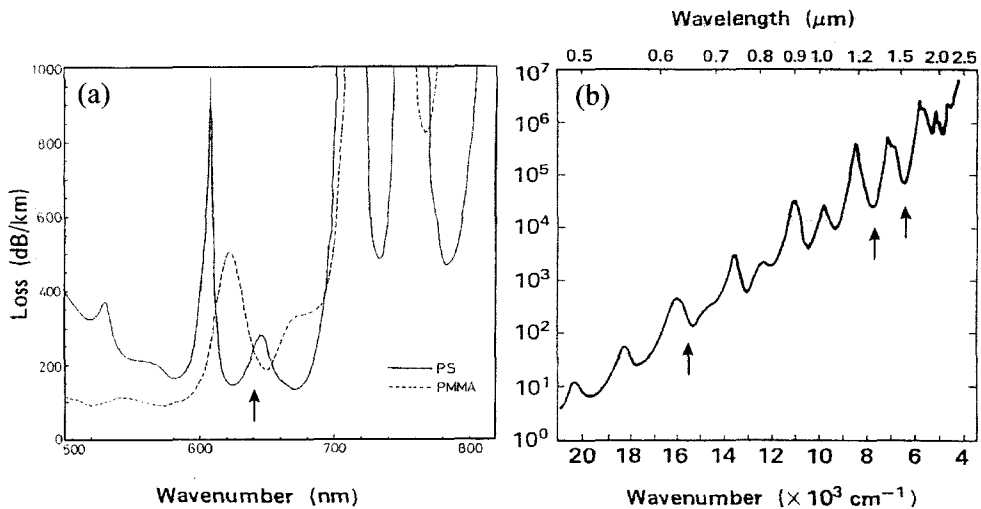 Wavelength (μm)
0.5 0.6 0.7 0.8 0.9 1.0 1.2 1.5 2.0 2.5
(a)
1000
800
600
400
200
0
Loss (dB/km)
PS
PMMA
500 600 700 800
Wavenumber (nm)
(b)
10⁷
10⁶
10⁵
10⁴
10³
10²
10¹
10⁰
20 18 16 14 12 10 8 6 4
Wavenumber (× 10³ cm⁻¹)